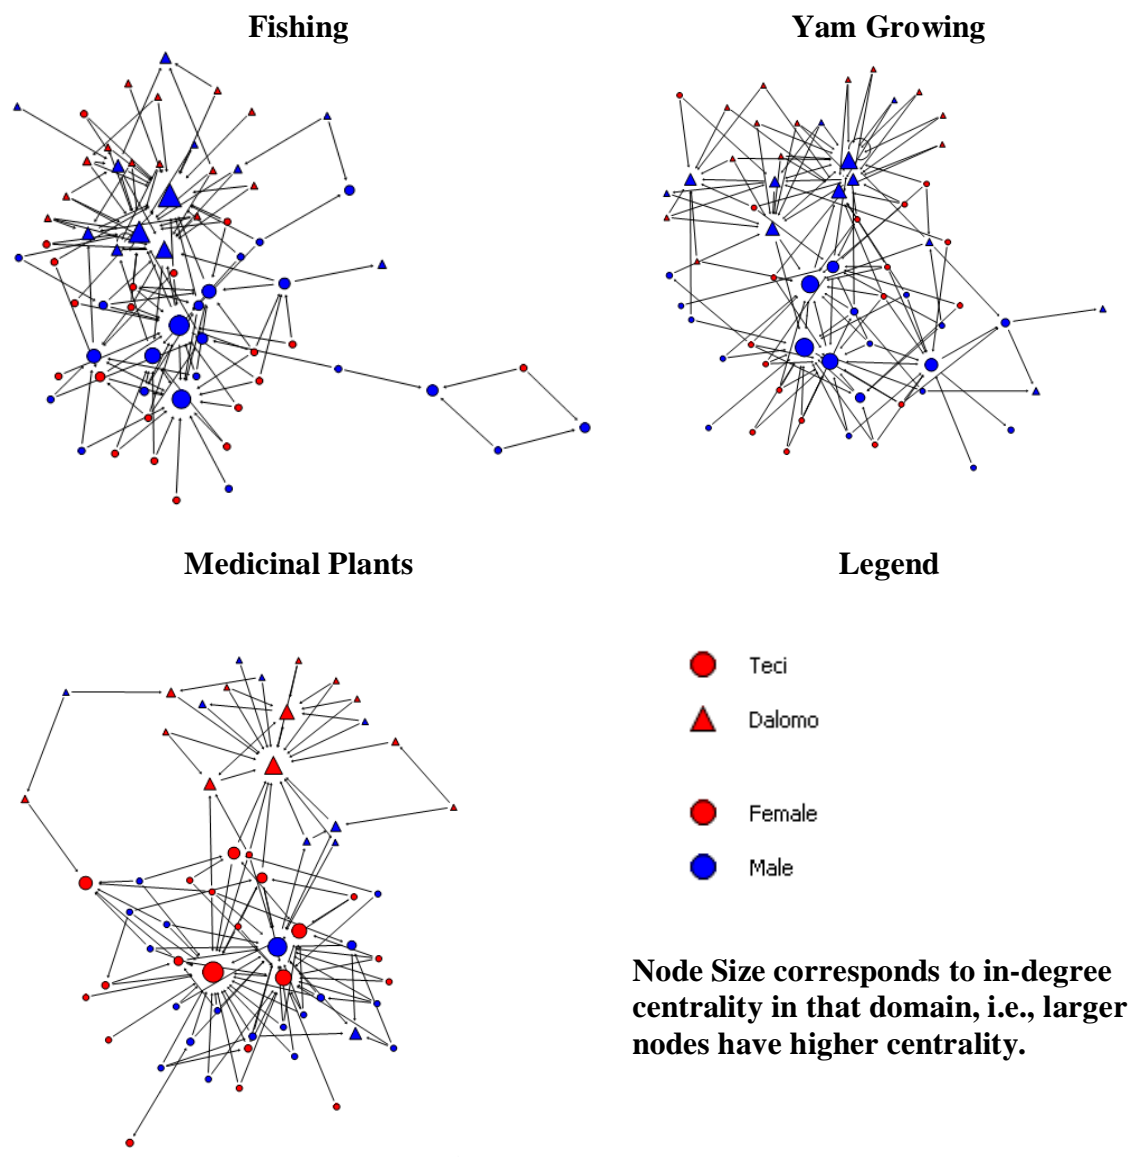 Fishing
Yam Growing
Medicinal Plants
Legend
Teci
Dalomo
Female
Male
Node Size corresponds to in-degree
centrality in that domain, i.e., larger
nodes have higher centrality.